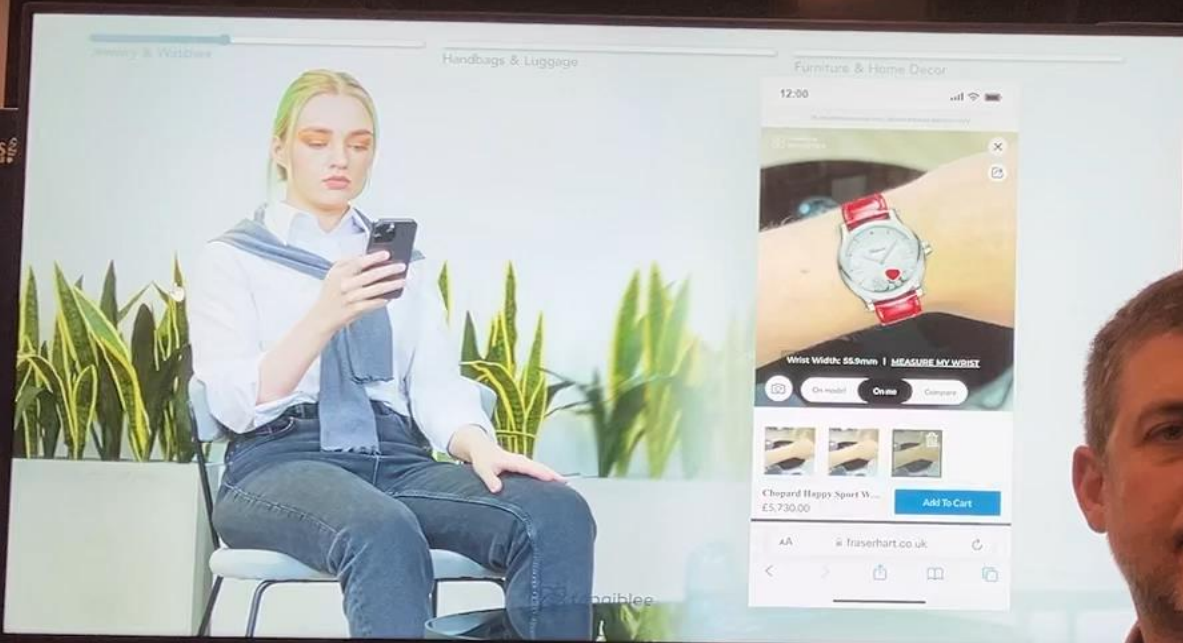 Jewelry & Watches
Handbags & Luggage
Furniture & Home Decor
12:00
Wrist Width: 55.9mm | MEASURE MY WRIST
On model
On me
Compare
Chopard Happy Sport W...
£5,730.00
Add To Cart
AA
fraserhart.co.uk
tangiblee